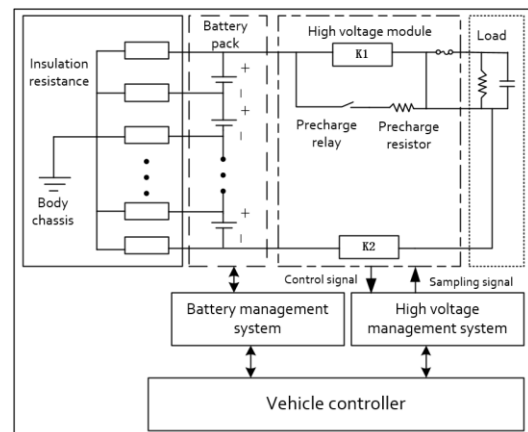 Insulation
resistance
Body
chassis
Battery
pack
+
−
+
−
+
−
High voltage module
K1
Precharge
relay
Precharge
resistor
K2
Load
Control signal
Sampling signal
Battery management
system
High voltage
management system
Vehicle controller